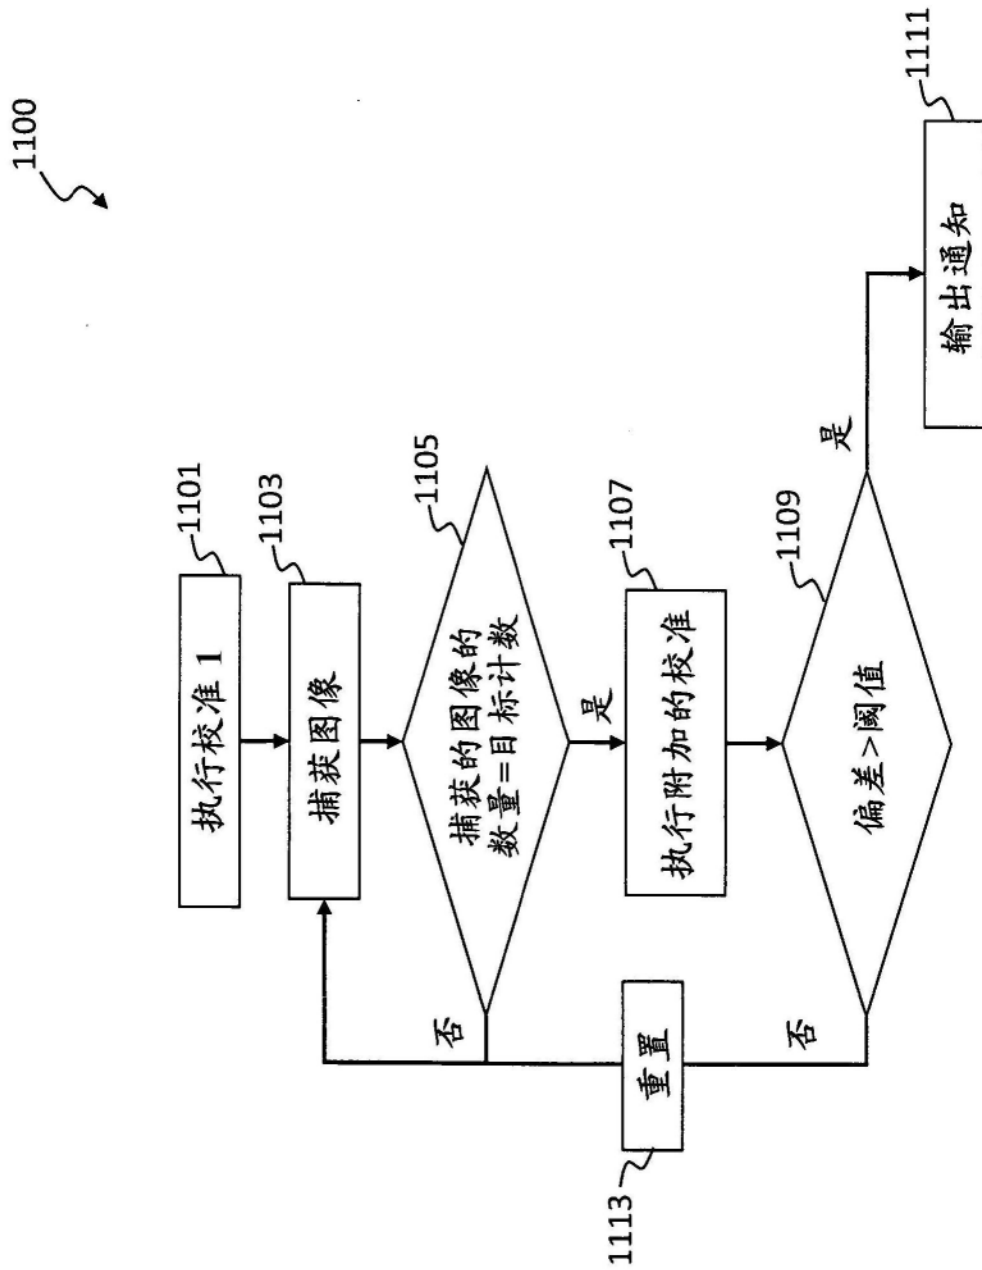 1100
1101
执行校准 1
1103
捕获图像
1105
捕获的图像的
数量=目标计数
否
是
1107
执行附加的校准
1113
重置
1109
偏差>阈值
否
是
1111
输出通知